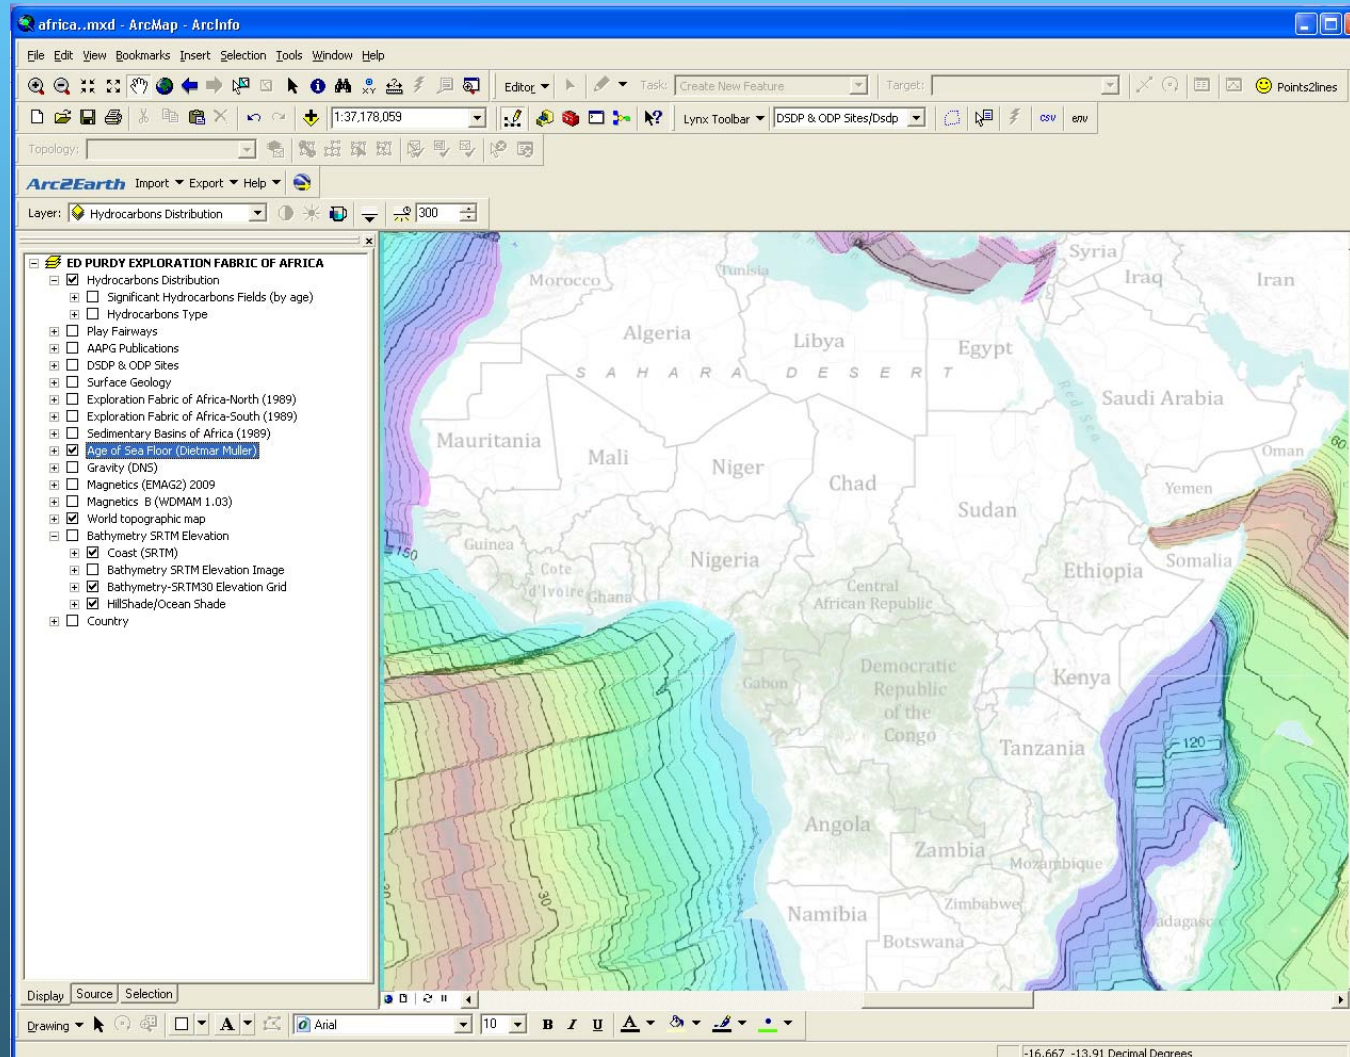 africa..mxd - ArcMap - ArcInfo
File Edit View Bookmarks Insert Selection Tools Window Help
Editor Task: Create New Feature Target: Points2lines
1:37,178,059 Lynx Toolbar DSDP & ODP Sites/Dsdp csv env
Topology:
Arc2Earth Import Export Help
Layer: Hydrocarbons Distribution 300
ED PURDY EXPLORATION FABRIC OF AFRICA
Hydrocarbons Distribution
Significant Hydrocarbons Fields (by age)
Hydrocarbons Type
Play Fairways
AAPG Publications
DSDP & ODP Sites
Surface Geology
Exploration Fabric of Africa-North (1989)
Exploration Fabric of Africa-South (1989)
Sedimentary Basins of Africa (1989)
Age of Sea Floor (Dietmar Muller)
Gravity (DNS)
Magnetics (EMAG2) 2009
Magnetics B (WDMAM 1.03)
World topographic map
Bathymetry SRTM Elevation
Coast (SRTM)
Bathymetry SRTM Elevation Image
Bathymetry-SRTM30 Elevation Grid
HillShade/Ocean Shade
Country
Syria
Morocco Tunisia Iraq Iran
Algeria Libya Egypt
SAHARA DESERT
Red Sea
Saudi Arabia
Mauritania Mali Niger Chad 60 Oman
Sudan Yemen
150 Guinea Nigeria Ethiopia Somalia
Cote d'Ivoire Ghana
Central African Republic
Gabon Democratic Republic of the Congo Kenya
Tanzania 120
Angola Zambia Mozambique
30 Namibia Zimbabwe Madagascar
Botswana
Display Source Selection
Drawing A Arial 10 B I U A
-16.667 -13.91 Decimal Degrees